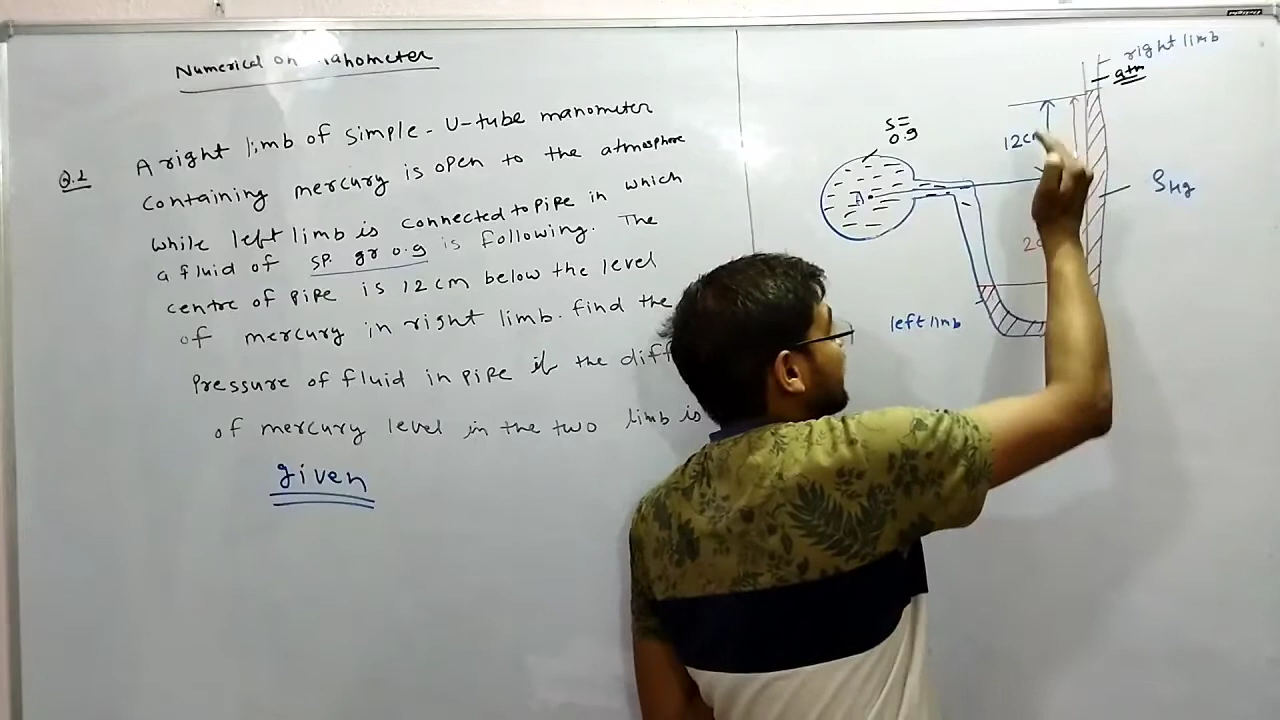 Numerical on Manometer
Q.1 A right limb of simple - U-tube manometer
containing mercury is open to the atmosphere
while left limb is connected to pipe in which
a fluid of sp. gr 0.9 is following. The
centre of pipe is 12 cm below the level
of mercury in right limb. find the
Pressure of fluid in pipe if the diff
of mercury level in the two limb is
given
right limb
atm
S=
0.9
12cm
A
SHg
2
left limb